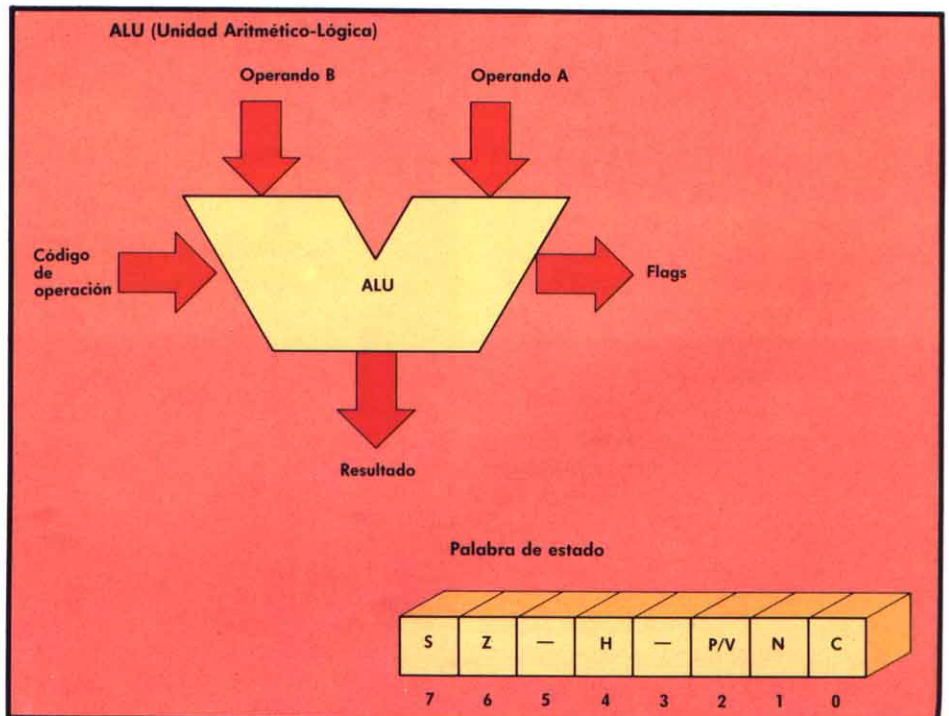 ALU (Unidad Aritmético-Lógica)
Operando B
Operando A
Código
de
operación
ALU
Flags
Resultado
Palabra de estado
S Z — H — P/V N C
7 6 5 4 3 2 1 0